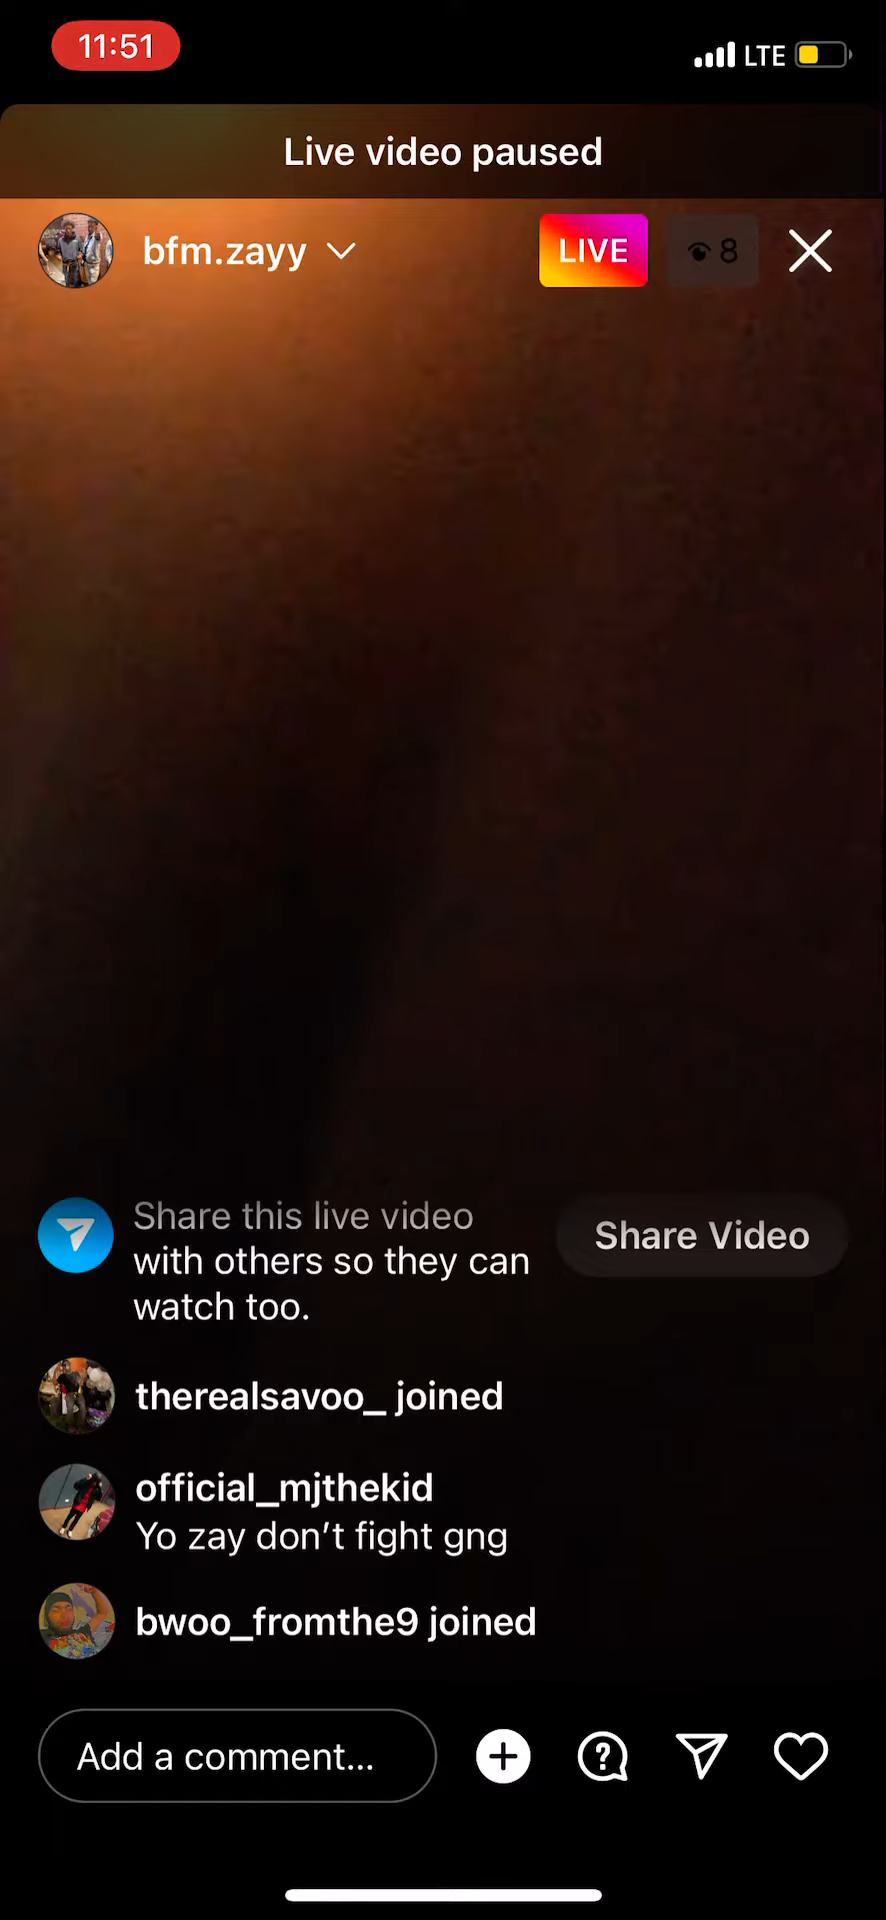 11:51
LTE
Live video paused
bfm.zayy
LIVE
8
Share this live video
with others so they can
watch too.
Share Video
therealsavoo_ joined
official_mjthekid
Yo zay don’t fight gng
bwoo_fromthe9 joined
Add a comment...